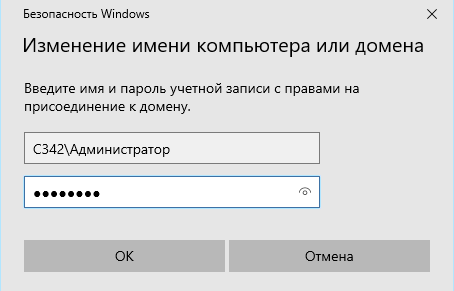 Безопасность Windows
Изменение имени компьютера или домена
Введите имя и пароль учетной записи с правами на
присоединение к домену.
C342\Администратор
●●●●●●●●
OK
Отмена